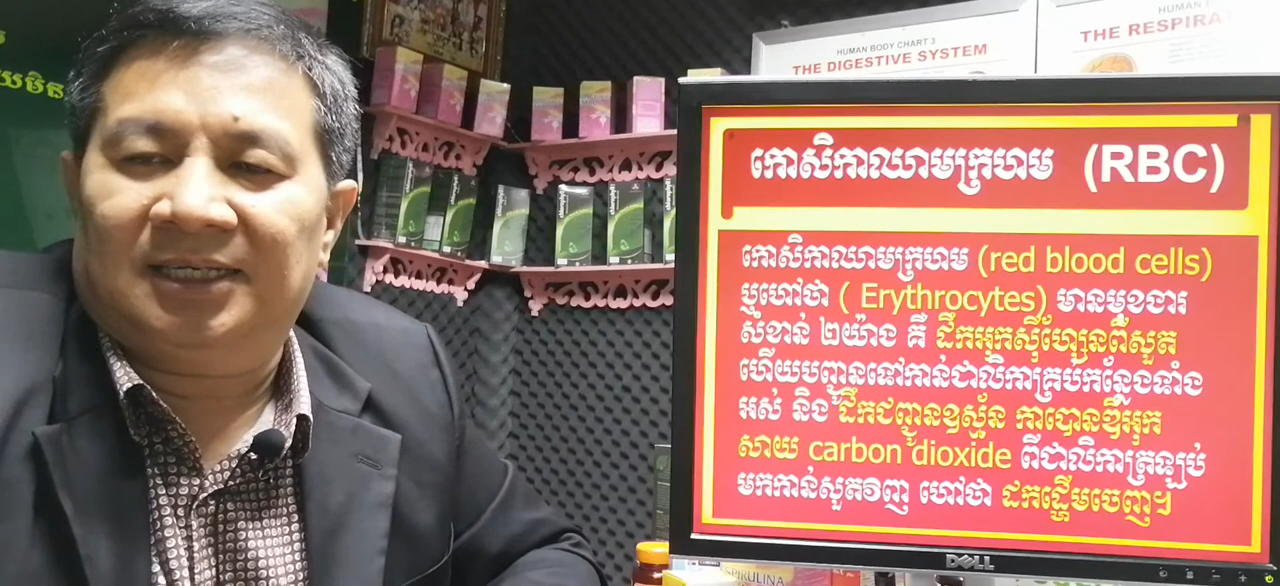 យមិន
HUMAN BODY CHART 3
THE DIGESTIVE SYSTEM
HUMAN
THE RESPIRA
កោសិកាឈាមក្រហម (RBC)
កោសិកាឈាមក្រហម (red blood cells)
ឬហៅថា ( Erythrocytes) មានមុខងារ
សំខាន់ ២យ៉ាង គឺ ដឹកអុកស៊ីហ្សែនពីសួត
ហើយបញ្ជូនទៅកាន់ជាលិកាគ្រប់កន្លែងទាំង
អស់ និង ដឹកជញ្ជូនឧស្ម័ន កាបោនឌីអុក
សាយ carbon dioxide ពីជាលិកាត្រឡប់
មកកាន់សួតវិញ ហៅថា ដកដង្ហើមចេញ។
DELL
SPIRULINA